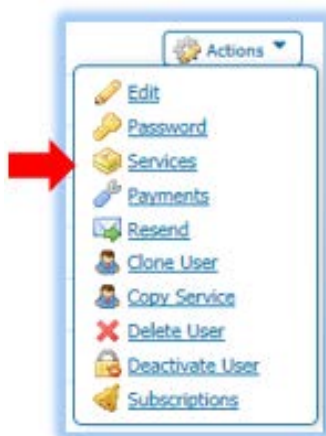 Actions
Edit
Password
Services
Payments
Resend
Clone User
Copy Service
Delete User
Deactivate User
Subscriptions